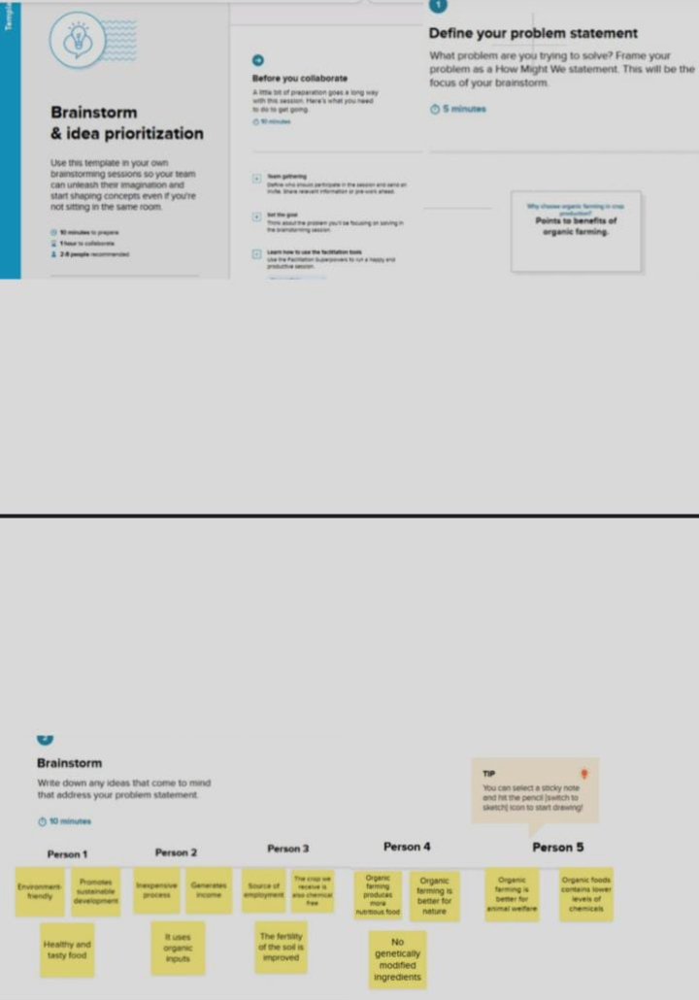 Templa
Brainstorm
& idea prioritization
Use this template in your own
brainstorming sessions so your team
can unleash their imagination and
start shaping concepts even if you're
not sitting in the same room.
10 minutes to prepare
1 hour to collaborate
2-8 people recommended
Before you collaborate
A little bit of preparation goes a long way
with this session. Here's what you need
to do to get going.
10 minutes
Team gathering
Define who should participate in the session and send an
invite. Share relevant information or pre-work ahead.
Set the goal
Think about the problem you'll be focusing on solving in
the brainstorming session.
Learn how to use the facilitation tools
Use the Facilitation Superpowers to run a happy and
productive session.
1
Define your problem statement
What problem are you trying to solve? Frame your
problem as a How Might We statement. This will be the
focus of your brainstorm.
5 minutes
Why choose organic farming in crop
production?
Points to benefits of
organic farming.
2
Brainstorm
Write down any ideas that come to mind
that address your problem statement.
10 minutes
TIP
You can select a sticky note
and hit the pencil [switch to
sketch] icon to start drawing!
Person 1
Environment-
friendly
Promotes
sustainable
development
Healthy and
tasty food
Person 2
Inexpensive
process
Generates
income
It uses
organic
inputs
Person 3
Source of
employment
The crop we
receive is
also chemical
free
The fertility
of the soil is
improved
Person 4
Organic
farming
produces
more
nutritious food
Organic
farming is
better for
nature
No
genetically
modified
ingredients
Person 5
Organic
farming is
better for
animal welfare
Organic foods
contains lower
levels of
chemicals